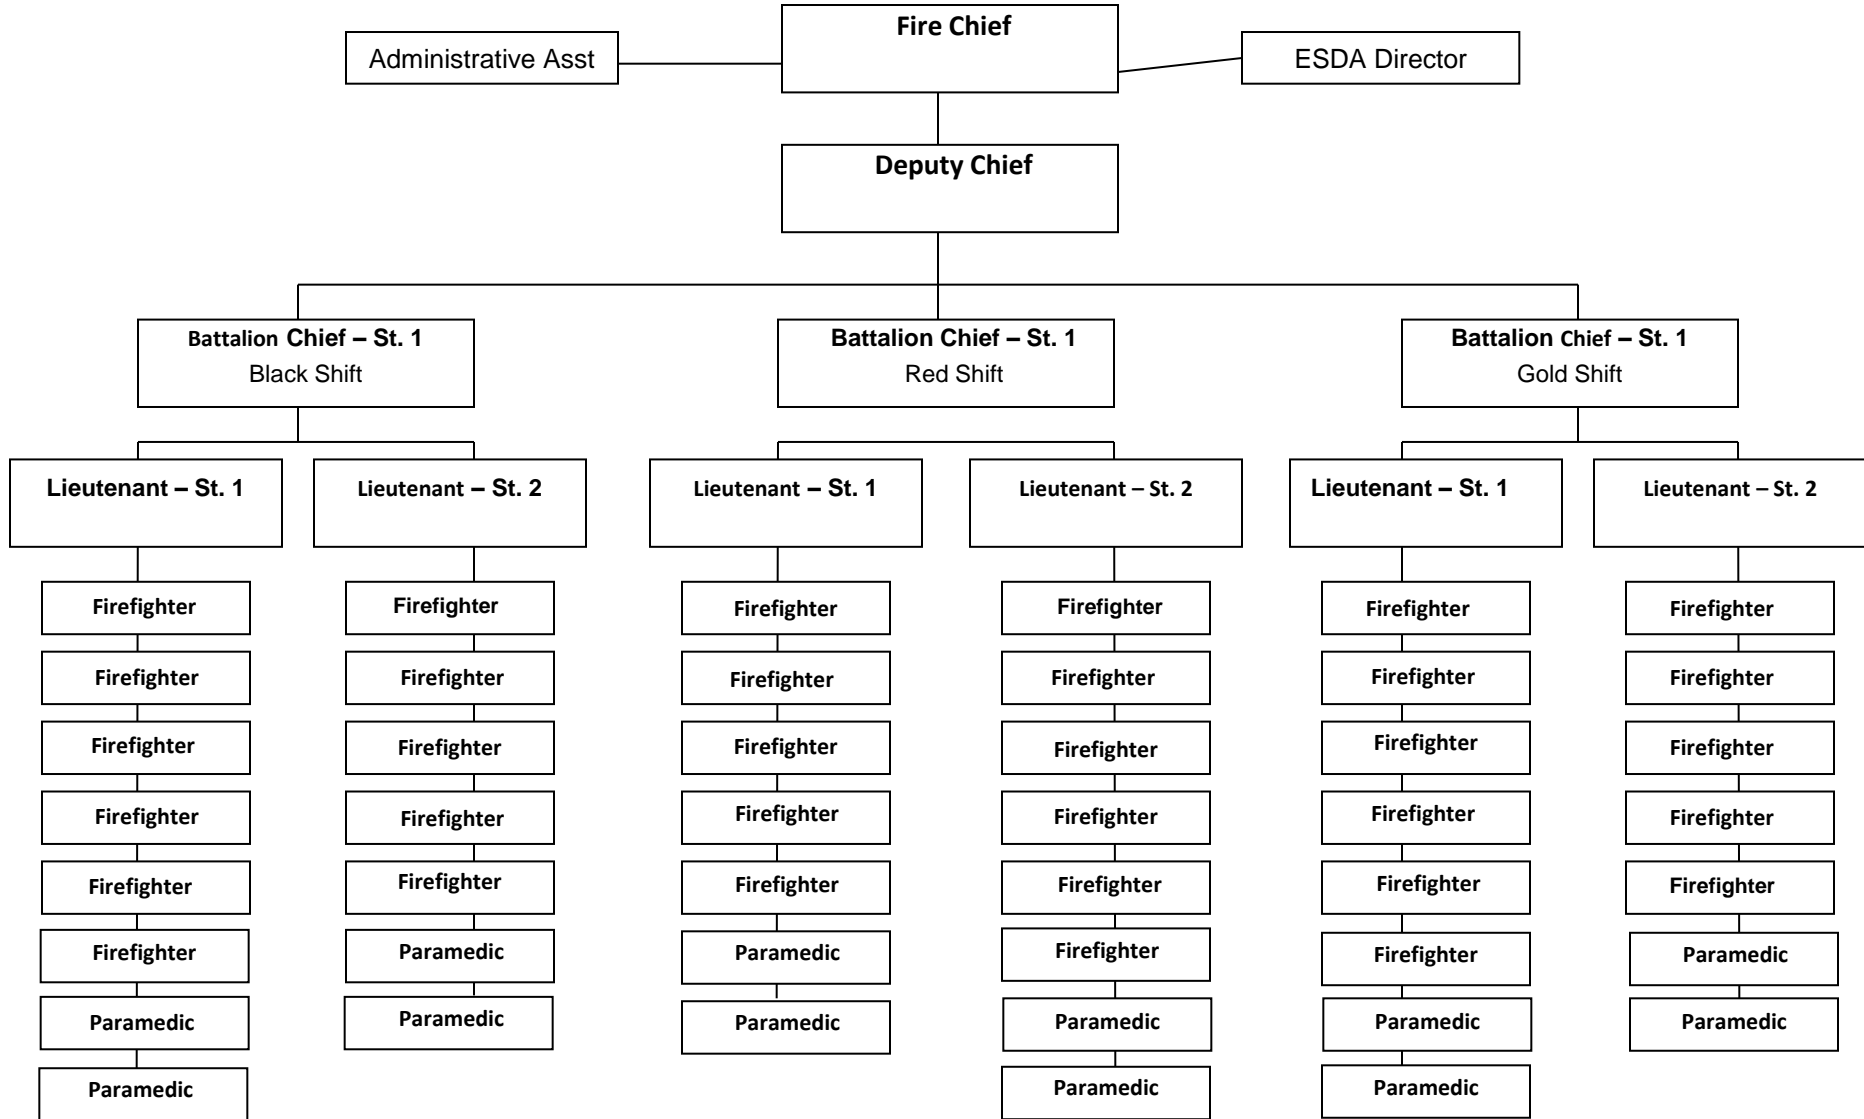 Fire Chief
Administrative Asst
ESDA Director
Deputy Chief
Battalion Chief – St. 1
Black Shift
Battalion Chief – St. 1
Red Shift
Battalion Chief – St. 1
Gold Shift
Lieutenant – St. 1
Lieutenant – St. 2
Lieutenant – St. 1
Lieutenant – St. 2
Lieutenant – St. 1
Lieutenant – St. 2
Firefighter
Firefighter
Firefighter
Firefighter
Firefighter
Firefighter
Paramedic
Paramedic
Firefighter
Firefighter
Firefighter
Firefighter
Firefighter
Paramedic
Paramedic
Firefighter
Firefighter
Firefighter
Firefighter
Firefighter
Paramedic
Paramedic
Firefighter
Firefighter
Firefighter
Firefighter
Firefighter
Firefighter
Paramedic
Paramedic
Firefighter
Firefighter
Firefighter
Firefighter
Firefighter
Firefighter
Paramedic
Paramedic
Firefighter
Firefighter
Firefighter
Firefighter
Firefighter
Paramedic
Paramedic